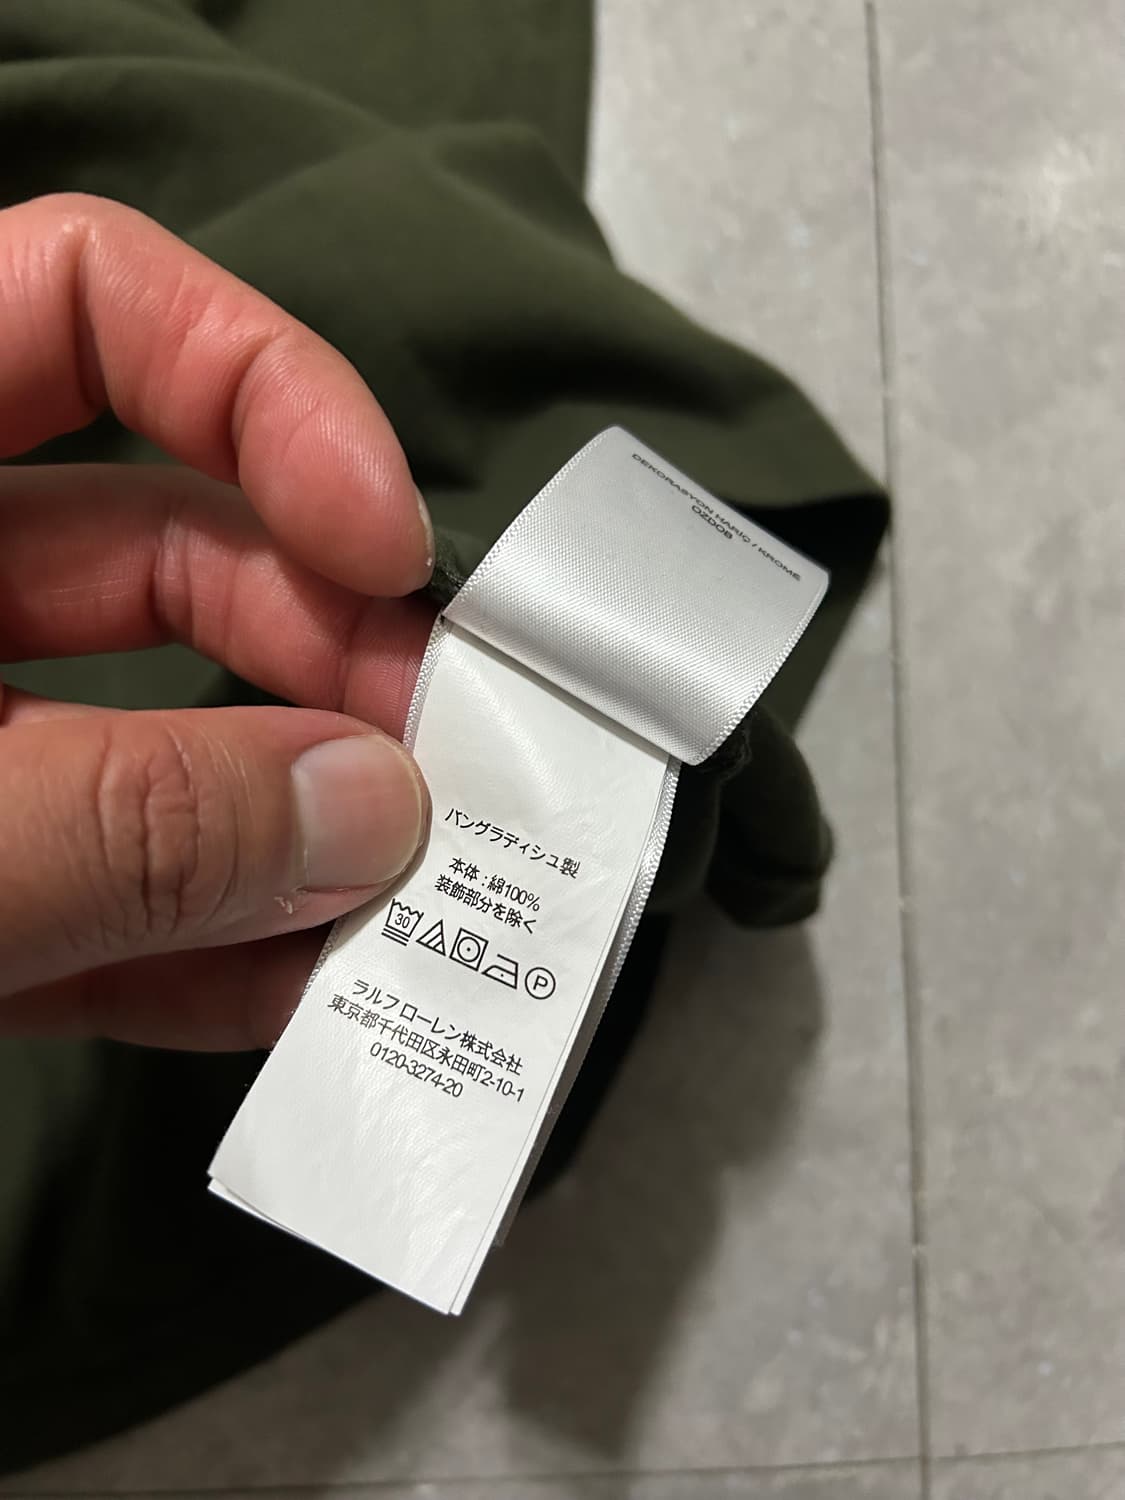 DEKORASYON HARİÇ / KROME
OZDOB
バングラディシュ製
本体 : 綿100%
装飾部分を除く
30
P
ラルフ ローレン株式会社
東京都千代田区永田町2-10-1
0120-3274-20